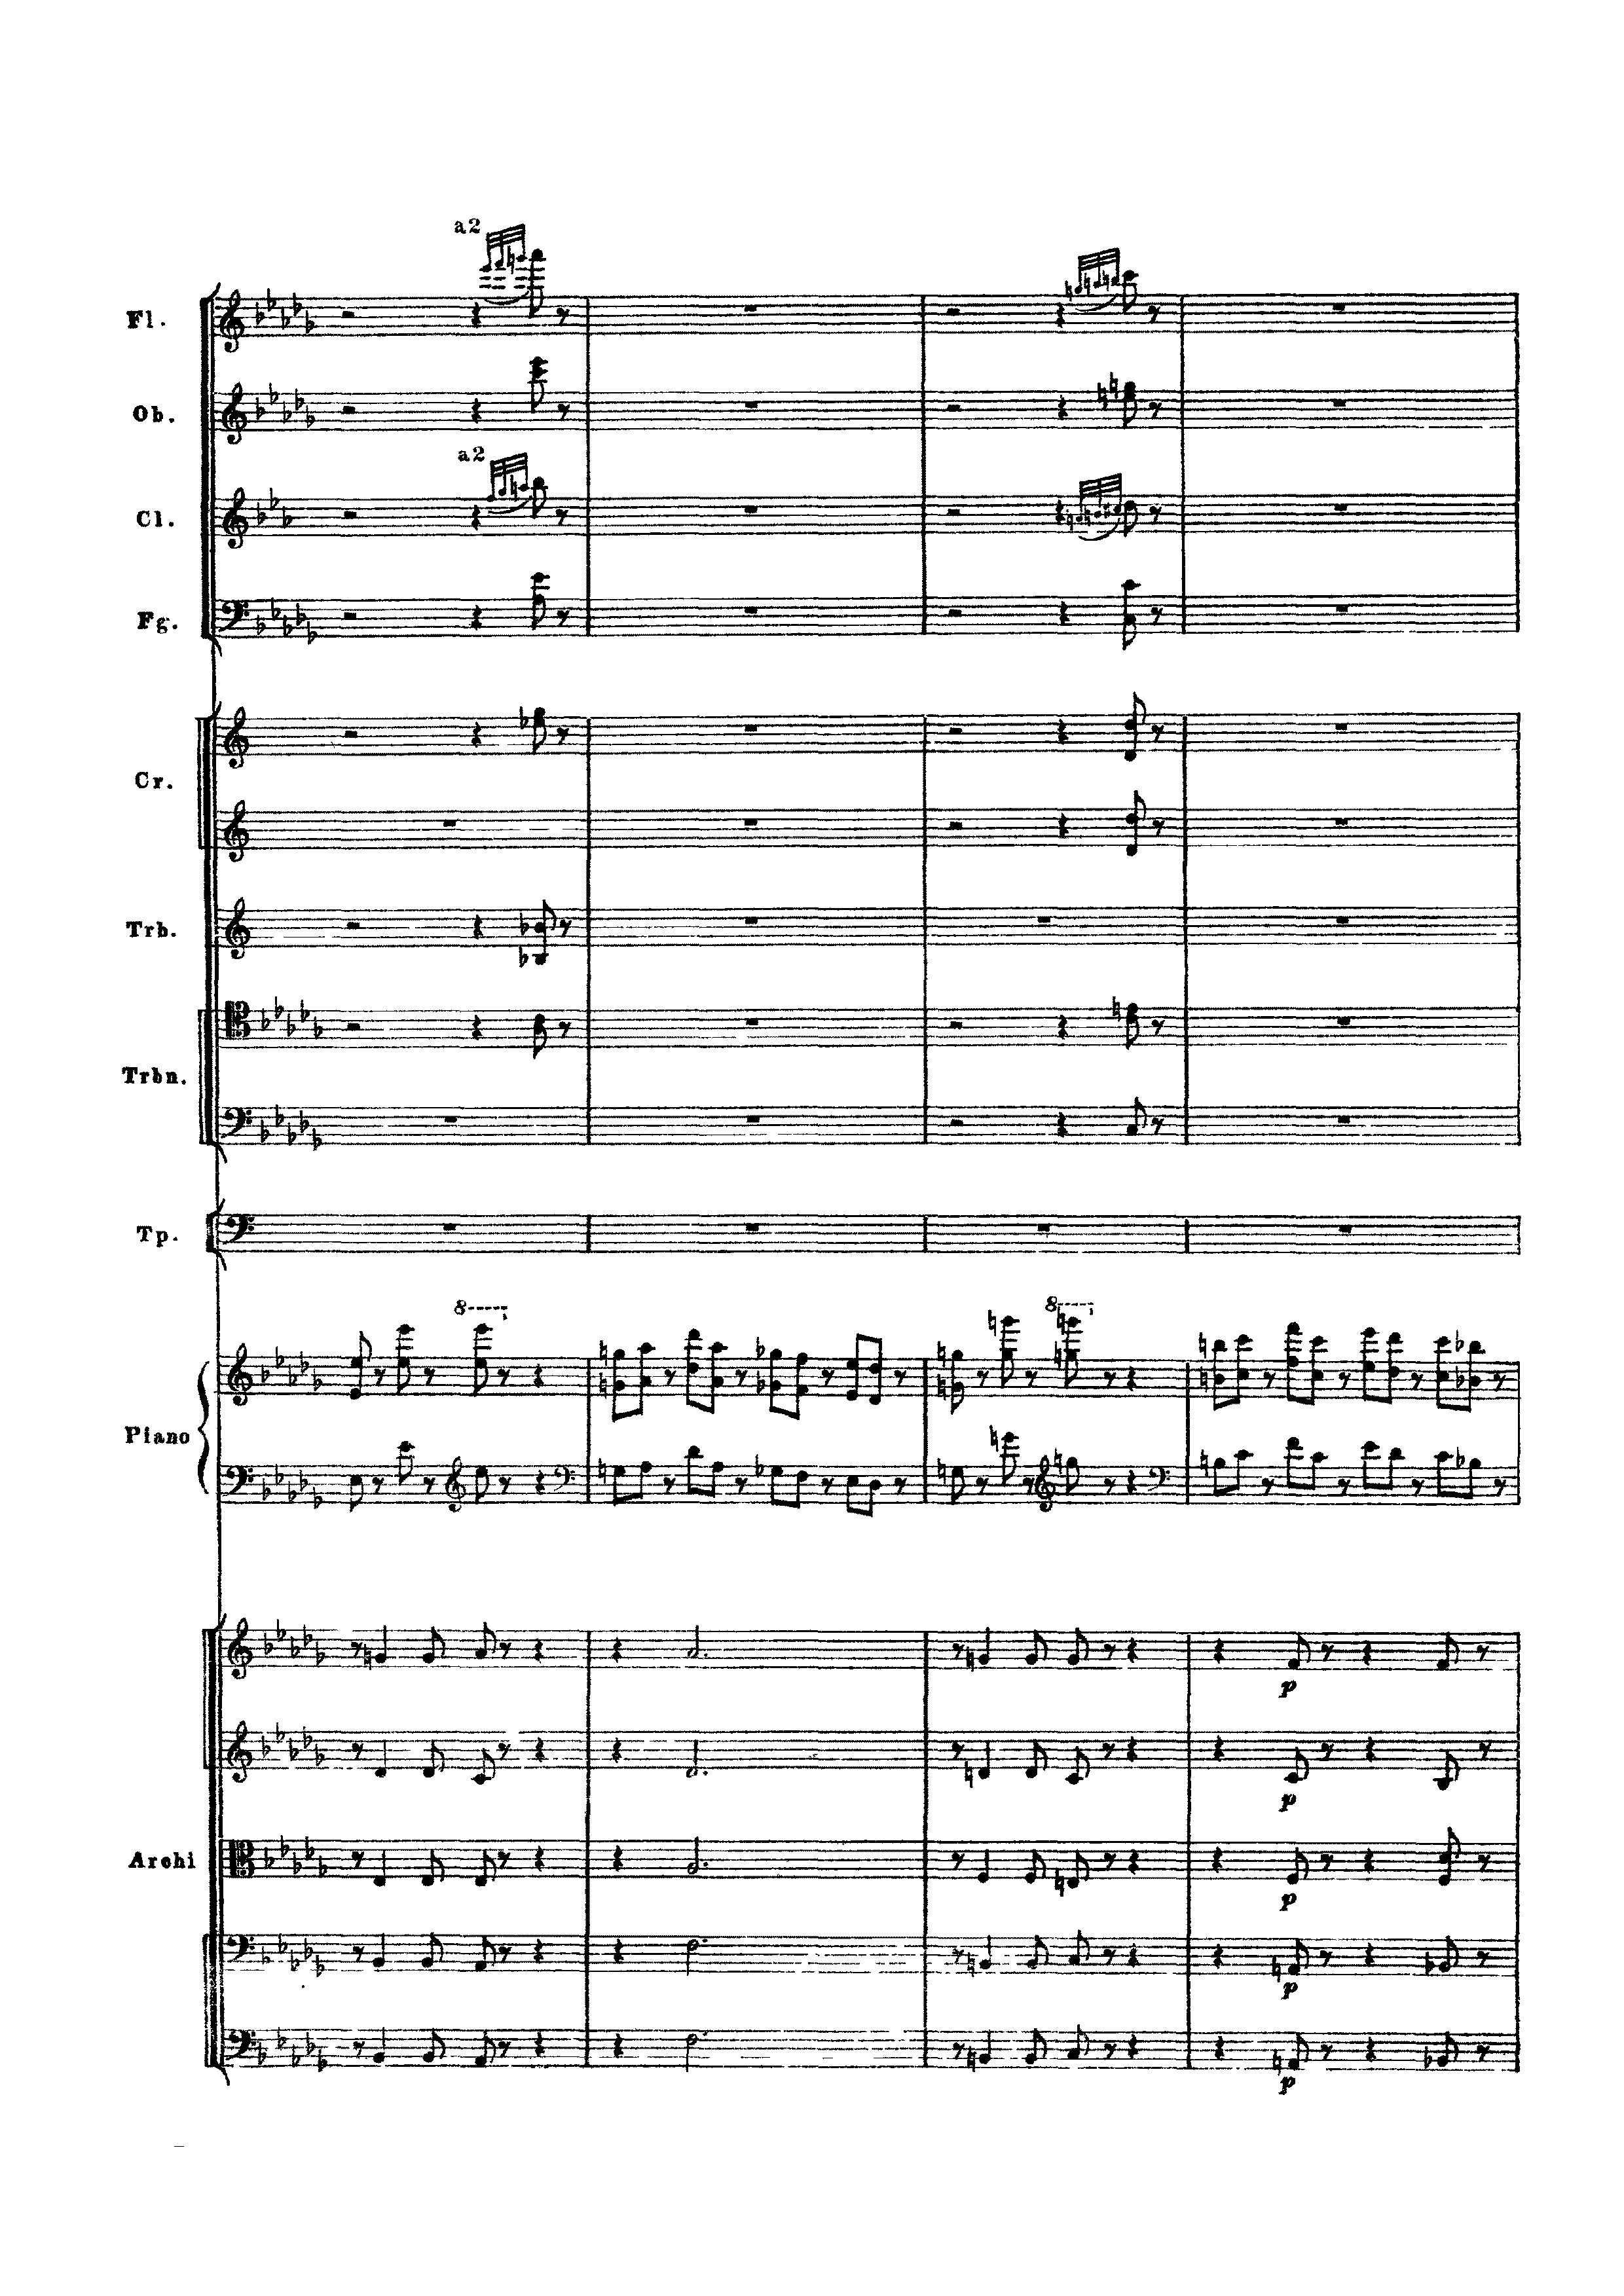 a2
Fl.
Ob.
a2
Cl.
Fg.
Cr.
Trb.
Trbn.
Tp.
8
8
Piano
p
p
Archi
p
p
p